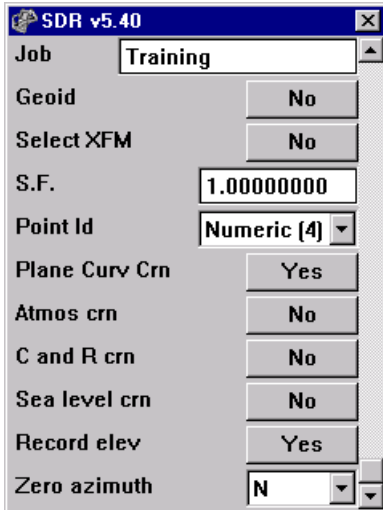 SDR v5.40
Job Training
Geoid No
Select XFM No
S.F. 1.00000000
Point Id Numeric (4)
Plane Curv Crn Yes
Atmos crn No
C and R crn No
Sea level crn No
Record elev Yes
Zero azimuth N